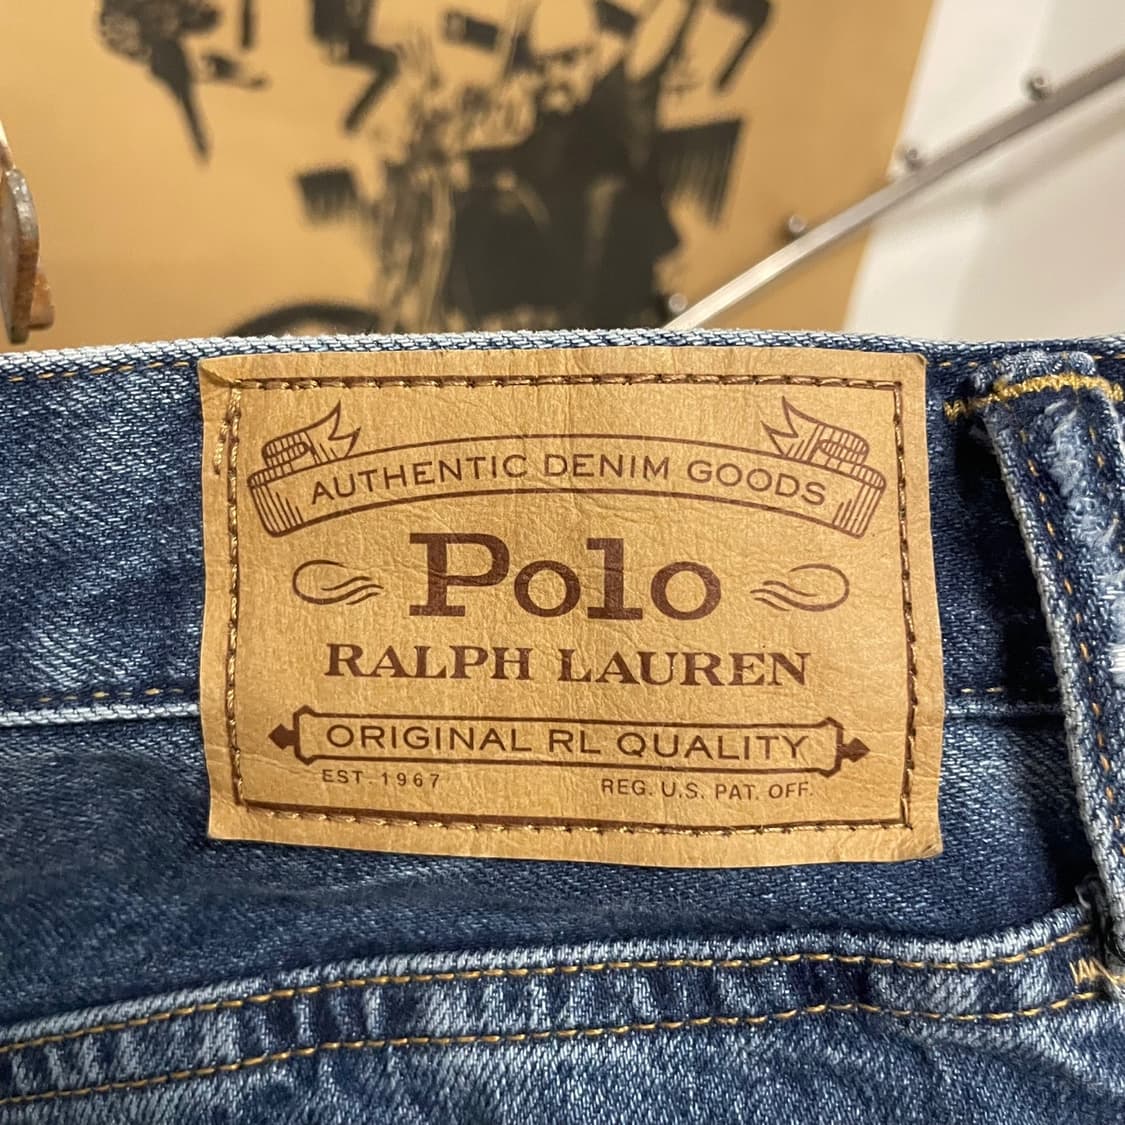 AUTHENTIC DENIM GOODS
Polo
RALPH LAUREN
ORIGINAL RL QUALITY
EST. 1967 REG. U.S. PAT. OFF.